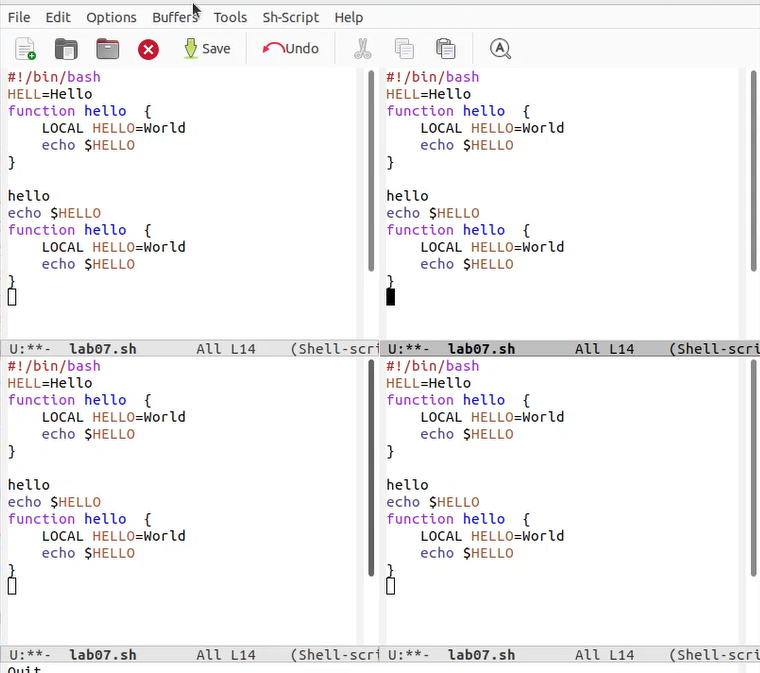 File Edit Options Buffers Tools Sh-Script Help
Save Undo
#!/bin/bash
HELL=Hello
function hello  {
    LOCAL HELLO=World
    echo $HELLO
}

hello
echo $HELLO
function hello  {
    LOCAL HELLO=World
    echo $HELLO
}
U:**-  lab07.sh       All L14    (Shell-scri
#!/bin/bash
HELL=Hello
function hello  {
    LOCAL HELLO=World
    echo $HELLO
}

hello
echo $HELLO
function hello  {
    LOCAL HELLO=World
    echo $HELLO
}
U:**-  lab07.sh       All L14    (Shell-scri
#!/bin/bash
HELL=Hello
function hello  {
    LOCAL HELLO=World
    echo $HELLO
}

hello
echo $HELLO
function hello  {
    LOCAL HELLO=World
    echo $HELLO
}
U:**-  lab07.sh       All L14    (Shell-scri
#!/bin/bash
HELL=Hello
function hello  {
    LOCAL HELLO=World
    echo $HELLO
}

hello
echo $HELLO
function hello  {
    LOCAL HELLO=World
    echo $HELLO
}
U:**-  lab07.sh       All L14    (Shell-scri
Quit